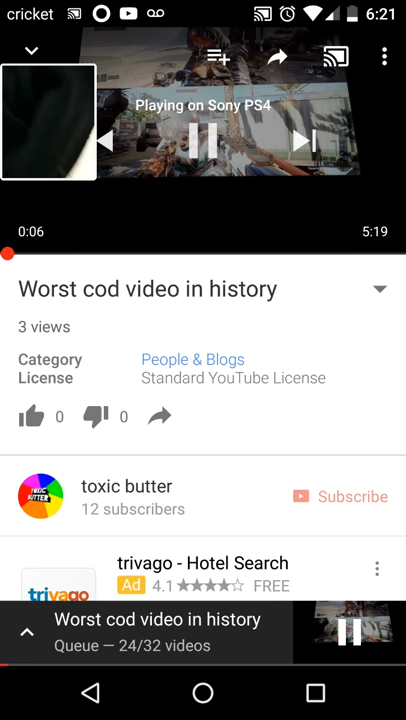 cricket 6:21
Playing on Sony PS4
0:06 5:19
Worst cod video in history
3 views
Category People & Blogs
License Standard YouTube License
0 0
TOXIC
BUTTER
toxic butter
12 subscribers
Subscribe
trivago - Hotel Search
Ad 4.1 FREE
trivago
Worst cod video in history
Queue — 24/32 videos